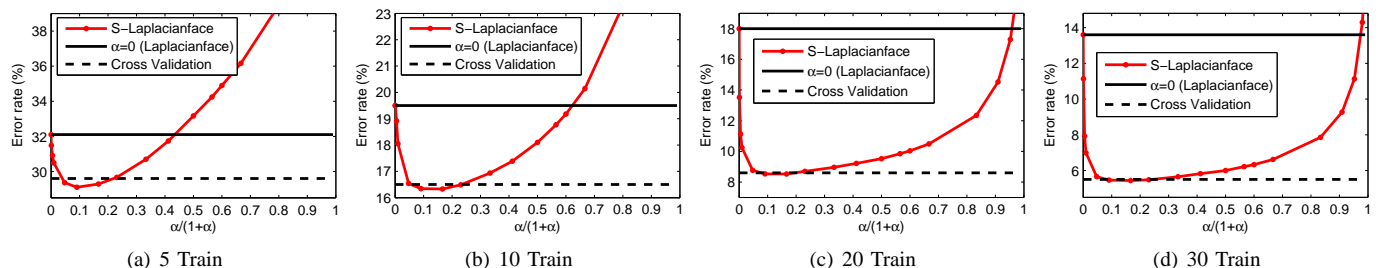 38
36
34
32
30
Error rate (%)
S-Laplacianface
α=0 (Laplacianface)
Cross Validation
0 0.1 0.2 0.3 0.4 0.5 0.6 0.7 0.8 0.9 1
α/(1+α)
(a) 5 Train
23
22
21
20
19
18
17
16
Error rate (%)
S-Laplacianface
α=0 (Laplacianface)
Cross Validation
0 0.1 0.2 0.3 0.4 0.5 0.6 0.7 0.8 0.9 1
α/(1+α)
(b) 10 Train
18
16
14
12
10
8
Error rate (%)
S-Laplacianface
α=0 (Laplacianface)
Cross Validation
0 0.1 0.2 0.3 0.4 0.5 0.6 0.7 0.8 0.9 1
α/(1+α)
(c) 20 Train
14
12
10
8
6
4
Error rate (%)
S-Laplacianface
α=0 (Laplacianface)
Cross Validation
0 0.1 0.2 0.3 0.4 0.5 0.6 0.7 0.8 0.9 1
α/(1+α)
(d) 30 Train